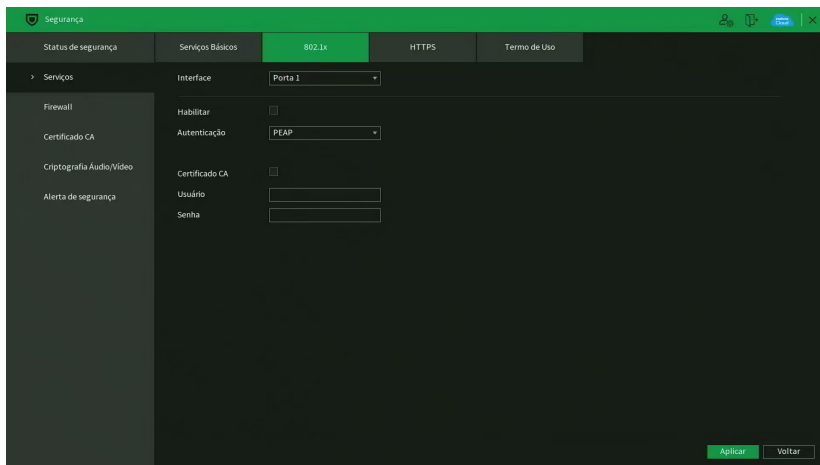 Segurança
Cloud
Status de segurança
Serviços Básicos
802.1x
HTTPS
Termo de Uso
> Serviços
Interface
Porta 1
Firewall
Habilitar
Certificado CA
Autenticação
PEAP
Criptografia Áudio/Vídeo
Certificado CA
Alerta de segurança
Usuário
Senha
Aplicar
Voltar